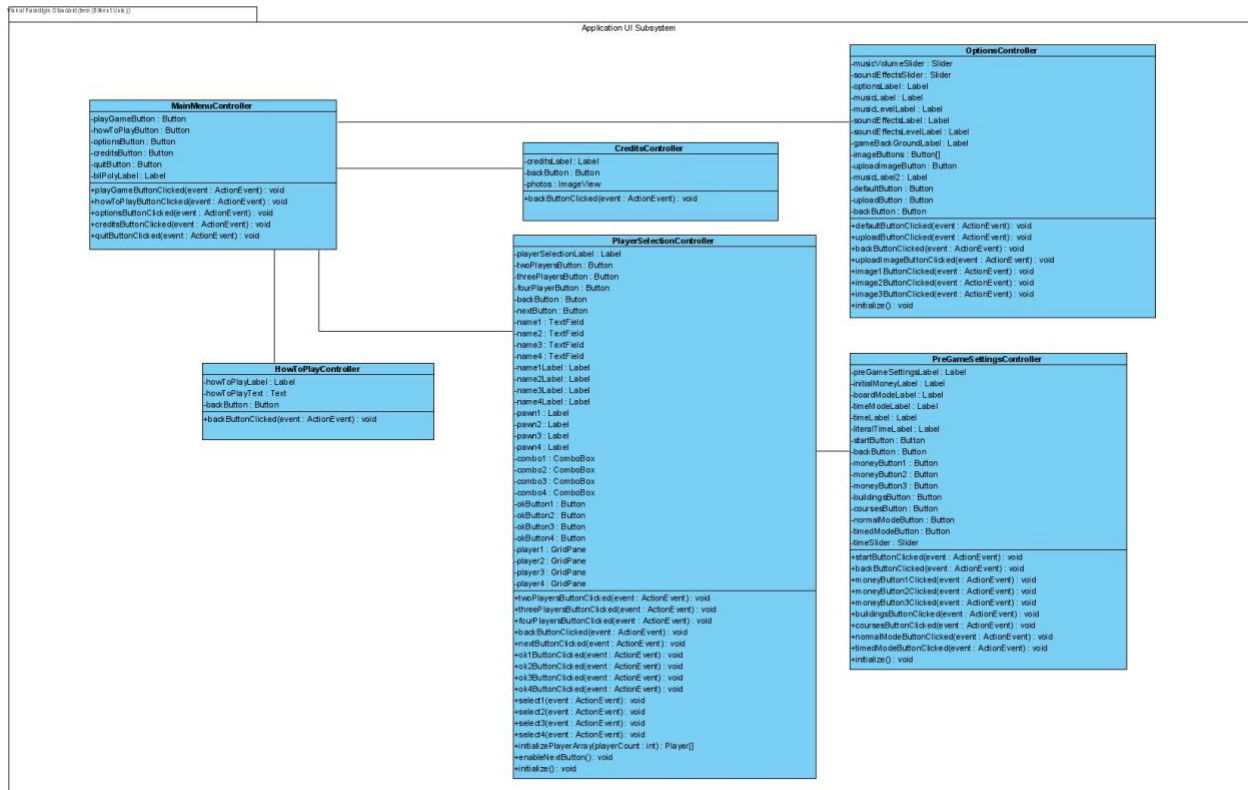 Visual Paradigm Standard(Eren(Bilkent Univ.))
Application UI Subsystem
MainMenuController
-playGameButton : Button
-howToPlayButton : Button
-optionsButton : Button
-creditsButton : Button
-quitButton : Button
-bilPolyLabel : Label
+playGameButtonClicked(event : ActionEvent) : void
+howToPlayButtonClicked(event : ActionEvent) : void
+optionsButtonClicked(event : ActionEvent) : void
+creditsButtonClicked(event : ActionEvent) : void
+quitButtonClicked(event : ActionEvent) : void
CreditsController
-creditsLabel : Label
-backButton : Button
-photos : ImageView
+backButtonClicked(event : ActionEvent) : void
OptionsController
-musicVolumeSlider : Slider
-soundEffectsSlider : Slider
-optionsLabel : Label
-musicLabel : Label
-musicLevelLabel : Label
-soundEffectsLabel : Label
-soundEffectsLevelLabel : Label
-gameBackGroundLabel : Label
-imageButtons : Button[]
-uploadImageButton : Button
-musicLabel2 : Label
-defaultButton : Button
-uploadButton : Button
-backButton : Button
+defaultButtonClicked(event : ActionEvent) : void
+uploadButtonClicked(event : ActionEvent) : void
+backButtonClicked(event : ActionEvent) : void
+uploadImageButtonClicked(event : ActionEvent) : void
+image1ButtonClicked(event : ActionEvent) : void
+image2ButtonClicked(event : ActionEvent) : void
+image3ButtonClicked(event : ActionEvent) : void
+initialize() : void
HowToPlayController
-howToPlayLabel : Label
-howToPlayText : Text
-backButton : Button
+backButtonClicked(event : ActionEvent) : void
PlayerSelectionController
-playerSelectionLabel : Label
-twoPlayersButton : Button
-threePlayersButton : Button
-fourPlayerButton : Button
-backButton : Buton
-nextButton : Button
-name1 : TextField
-name2 : TextField
-name3 : TextField
-name4 : TextField
-name1Label : Label
-name2Label : Label
-name3Label : Label
-name4Label : Label
-pawn1 : Label
-pawn2 : Label
-pawn3 : Label
-pawn4 : Label
-combo1 : ComboBox
-combo2 : ComboBox
-combo3 : ComboBox
-combo4 : ComboBox
-okButton1 : Button
-okButton2 : Button
-okButton3 : Button
-okButton4 : Button
-player1 : GridPane
-player2 : GridPane
-player3 : GridPane
-player4 : GridPane
+twoPlayersButtonClicked(event : ActionEvent) : void
+threePlayersButtonClicked(event : ActionEvent) : void
+fourPlayersButtonClicked(event : ActionEvent) : void
+backButtonClicked(event : ActionEvent) : void
+nextButtonClicked(event : ActionEvent) : void
+ok1ButtonClicked(event : ActionEvent) : void
+ok2ButtonClicked(event : ActionEvent) : void
+ok3ButtonClicked(event : ActionEvent) : void
+ok4ButtonClicked(event : ActionEvent) : void
+select1(event : ActionEvent) : void
+select2(event : ActionEvent) : void
+select3(event : ActionEvent) : void
+select4(event : ActionEvent) : void
+initializePlayerArray(playerCount : int) : Player[]
+enableNextButton() : void
+initialize() : void
PreGameSettingsController
-preGameSettingsLabel : Label
-initialMoneyLabel : Label
-boardModeLabel : Label
-timeModeLabel : Label
-timeLabel : Label
-literalTimeLabel : Label
-startButton : Button
-backButton : Button
-moneyButton1 : Button
-moneyButton2 : Button
-moneyButton3 : Button
-buildingsButton : Button
-coursesButton : Button
-normalModeButton : Button
-timedModeButton : Button
-timeSlider : Slider
+startButtonClicked(event : ActionEvent) : void
+backButtonClicked(event : ActionEvent) : void
+moneyButton1Clicked(event : ActionEvent) : void
+moneyButton2Clicked(event : ActionEvent) : void
+moneyButton3Clicked(event : ActionEvent) : void
+buildingsButtonClicked(event : ActionEvent) : void
+coursesButtonClicked(event : ActionEvent) : void
+normalModeButtonClicked(event : ActionEvent) : void
+timedModeButtonClicked(event : ActionEvent) : void
+initialize() : void